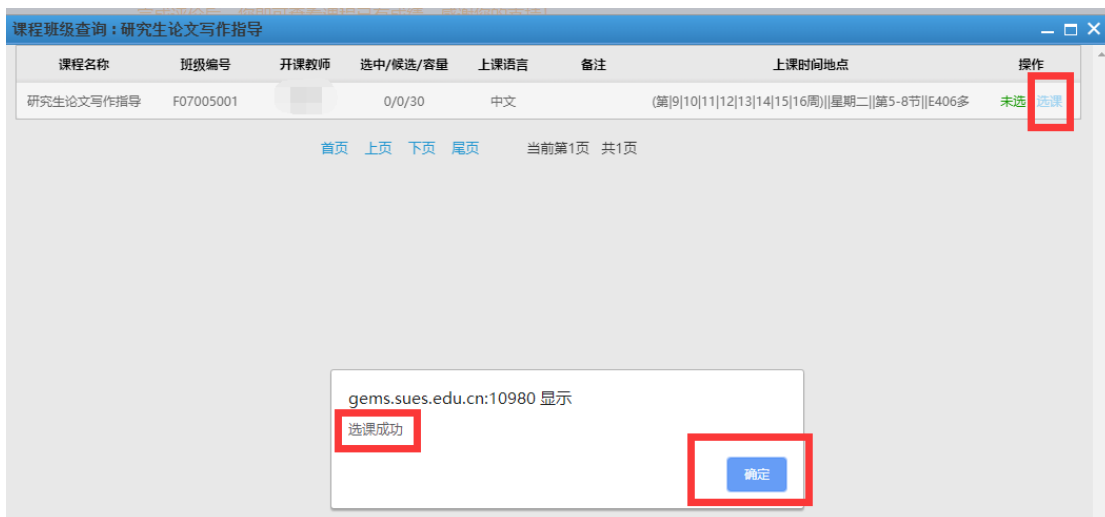 课程班级查询：研究生论文写作指导
课程名称 班级编号 开课教师 选中/候选/容量 上课语言 备注 上课时间地点 操作
研究生论文写作指导 F07005001 0/0/30 中文 (第|9|10|11|12|13|14|15|16周)||星期二||第5-8节||E406多 未选 选课
首页 上页 下页 尾页 当前第1页 共1页
gems.sues.edu.cn:10980 显示
选课成功
确定